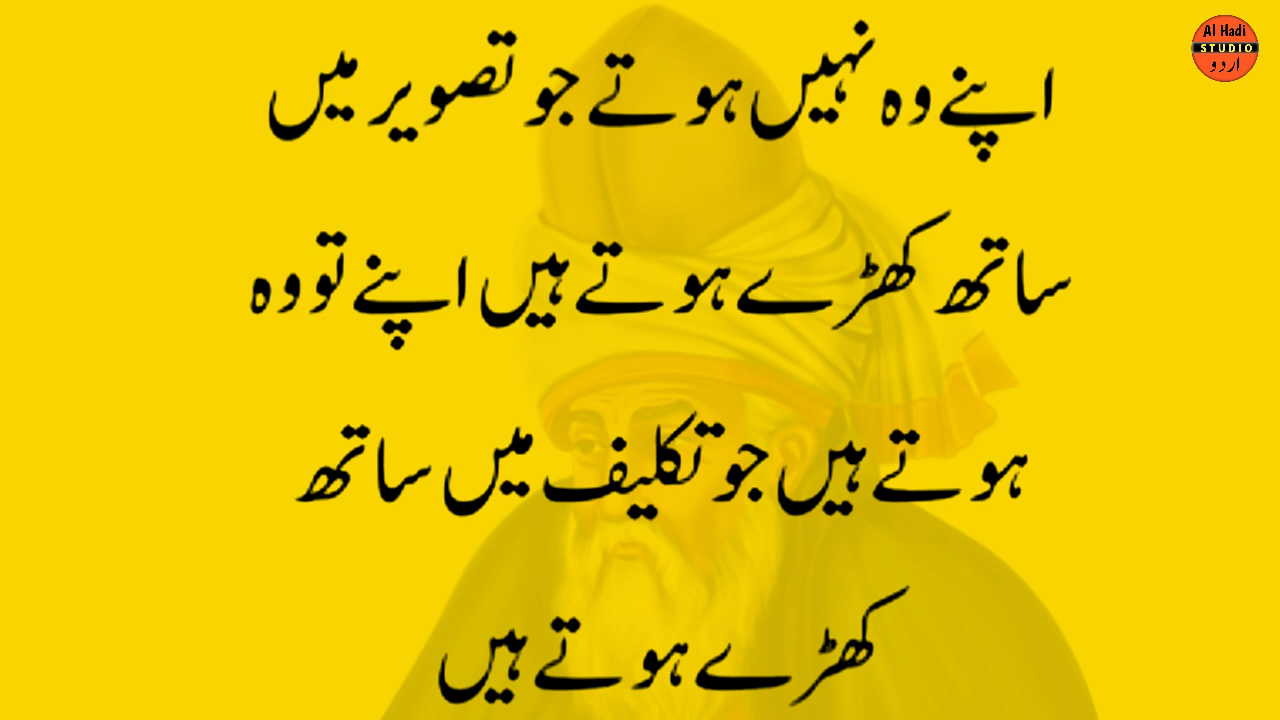 Al Hadi
STUDIO
اردو
اپنے وہ نہیں ہوتے جو تصویر میں
ساتھ کھڑے ہوتے ہیں اپنے تو وہ
ہوتے ہیں جو تکلیف میں ساتھ
کھڑے ہوتے ہیں